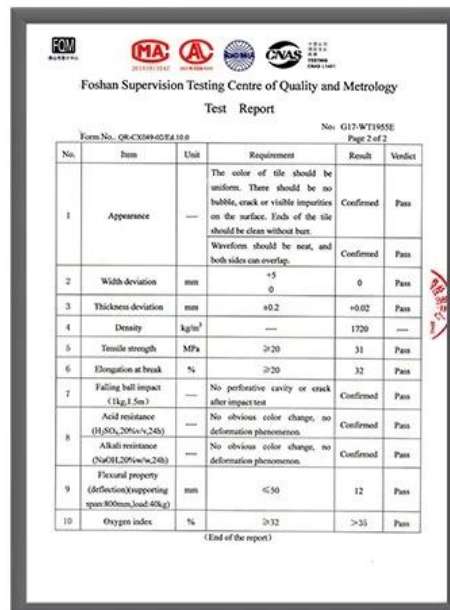 FQM
MA
AL
ilac-MRA
CNAS
TESTING
Foshan Supervision Testing Centre of Quality and Metrology
Test Report
No: G17-WT1955E
Form No.: QR-CX049-02/Ed.10.0
Page 2 of 2
No. Item Unit Requirement Result Verdict
The color of tile should be
uniform. There should be no
bubble, crack or visible impurities
on the surface. Ends of the tile
should be clean without burr.
1 Appearance ---- Confirmed Pass
Waveform should be neat, and
both sides can overlap.
Confirmed Pass
2 Width deviation mm +5
0
0 Pass
3 Thickness deviation mm ±0.2 +0.02 Pass
4 Density kg/m³ ---- 1720 ----
5 Tensile strength MPa ≥20 31 Pass
6 Elongation at break % ≥20 32 Pass
7 Falling ball impact
(1kg,1.5m)
---- No perforative cavity or crack
after impact test
Confirmed Pass
8 Acid resistance
(H₂SO₄,20%v/v,24h)
---- No obvious color change, no
deformation phenomenon.
Confirmed Pass
Alkali resistance
(NaOH,20%w/w,24h)
---- No obvious color change, no
deformation phenomenon.
Confirmed Pass
9 Flexural property
(deflection)(supporting
span:800mm,load:40kg)
mm ≤50 12 Pass
10 Oxygen index % ≥32 >35 Pass
(End of the report)